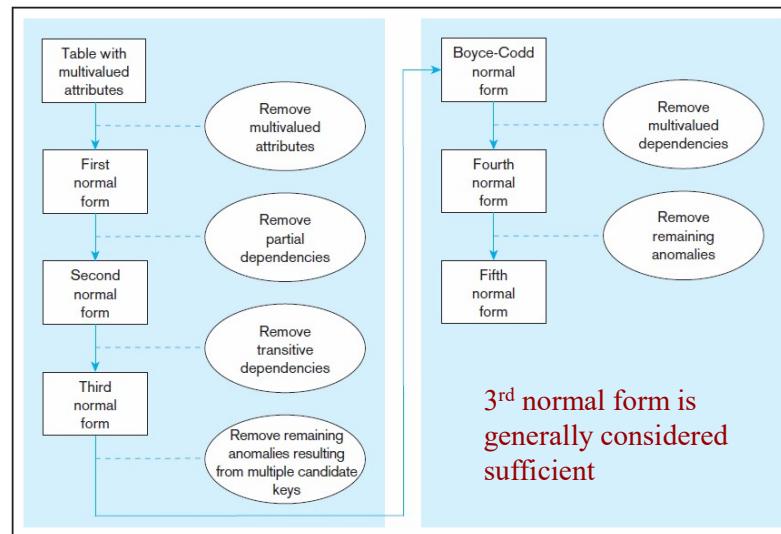 Table with
multivalued
attributes
Remove
multivalued
attributes
First
normal
form
Remove
partial
dependencies
Second
normal
form
Remove
transitive
dependencies
Third
normal
form
Remove remaining
anomalies resulting
from multiple candidate
keys
Boyce-Codd
normal
form
Remove
multivalued
dependencies
Fourth
normal
form
Remove
remaining
anomalies
Fifth
normal
form
3rd normal form is
generally considered
sufficient